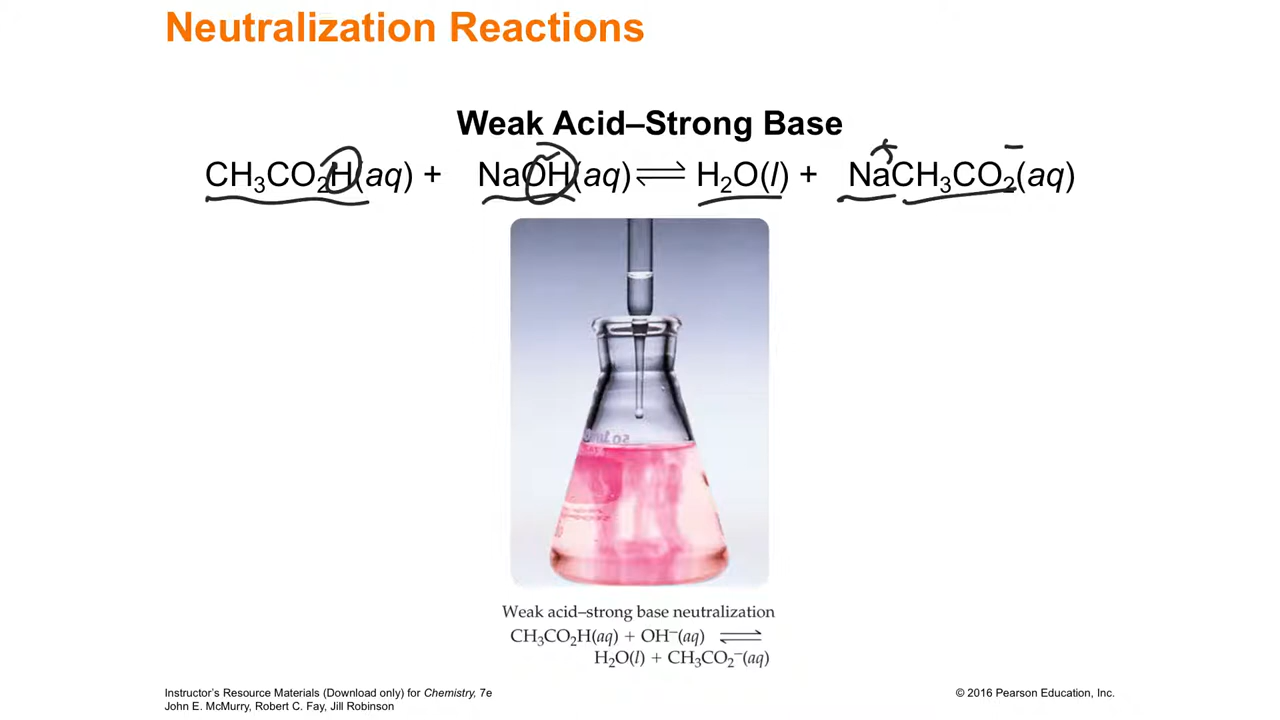 Neutralization Reactions
Weak Acid–Strong Base
CH₃CO₂H(aq) + NaOH(aq) ⇌ H₂O(l) + NaCH₃CO₂(aq)
+ −
50 mL
Weak acid–strong base neutralization
CH₃CO₂H(aq) + OH⁻(aq) ⇌
H₂O(l) + CH₃CO₂⁻(aq)
Instructor’s Resource Materials (Download only) for Chemistry, 7e
John E. McMurry, Robert C. Fay, Jill Robinson
© 2016 Pearson Education, Inc.